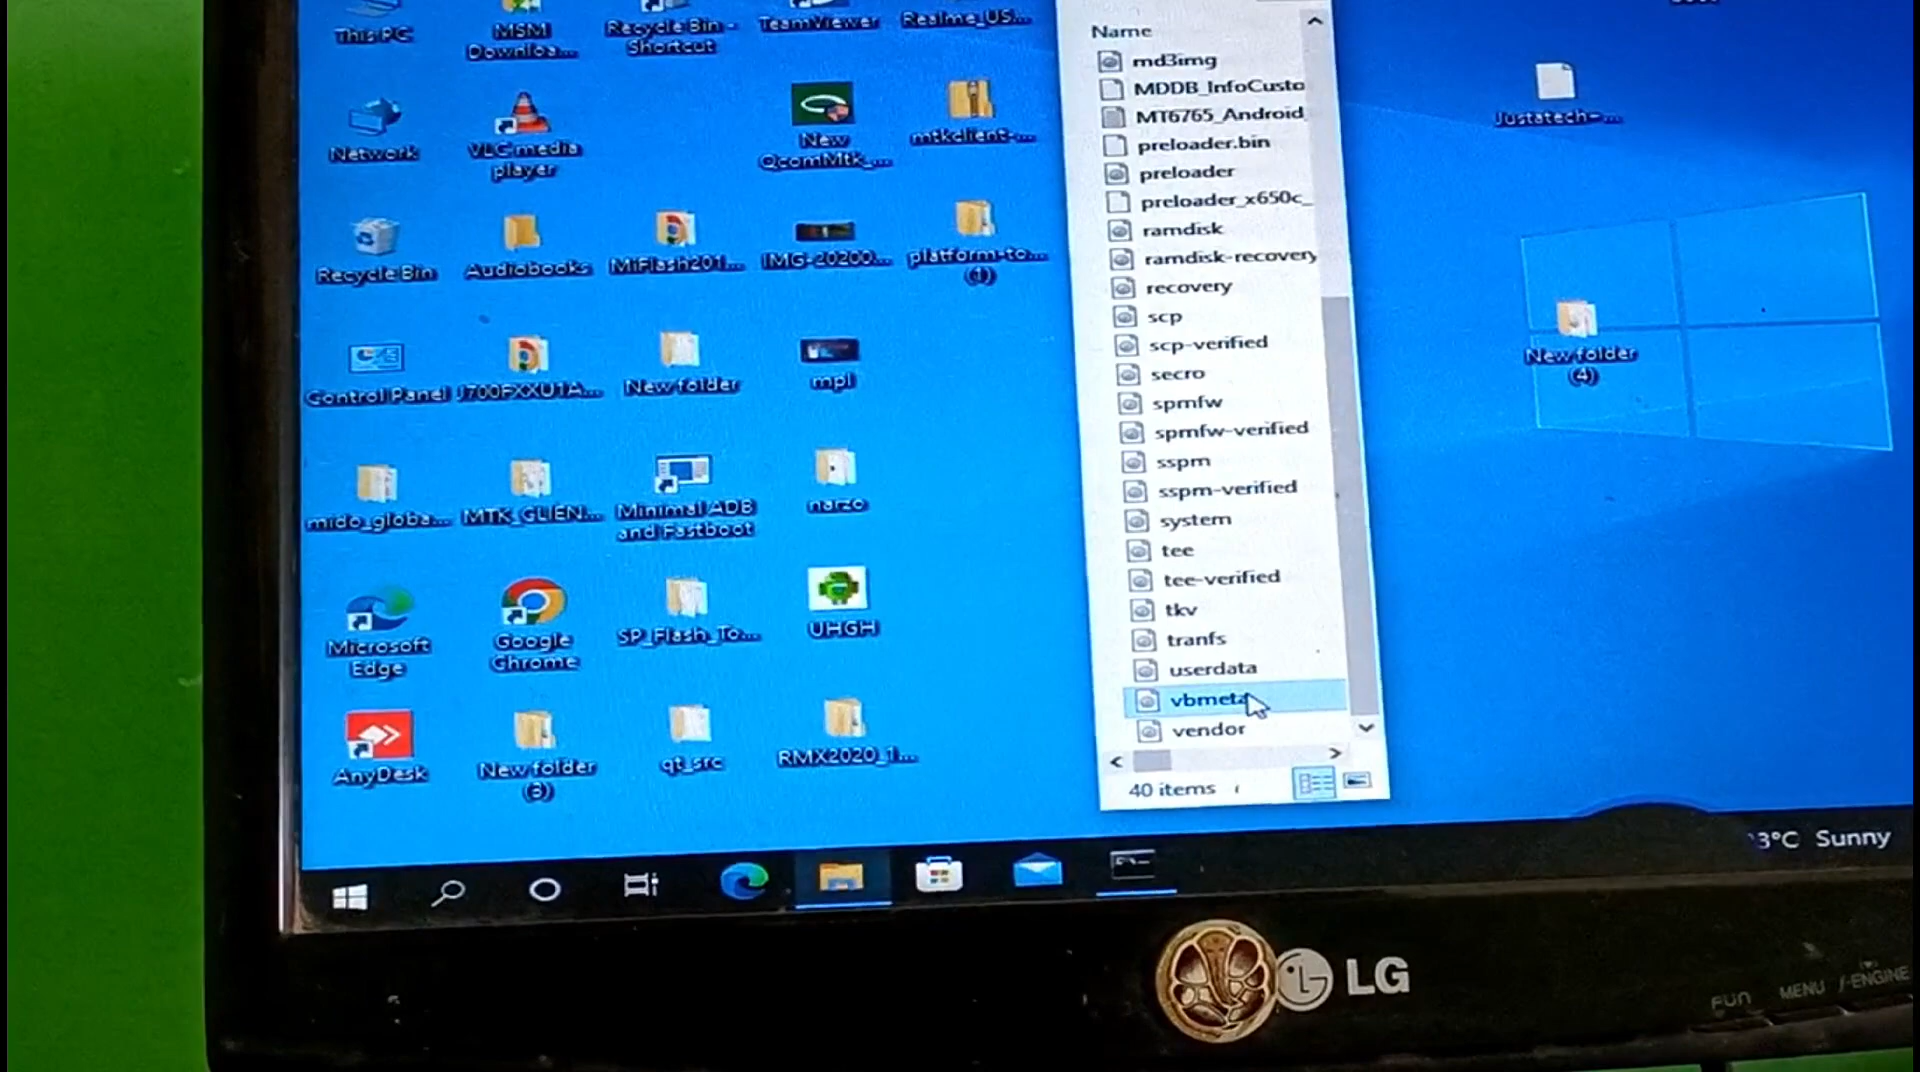 This PC
MSM
Downloa...
Recycle Bin -
Shortcut
TeamViewer
Realme_US...
Network
VLC media
player
New
QcomMtk_...
mtkclient-...
Recycle Bin
Audiobooks
MiFlash201...
IMG-20200...
platform-to...
(1)
Control Panel
J700FXXU1A...
New folder
mpl
mido_globa...
MTK_CLIEN...
Minimal ADB
and Fastboot
narzo
Microsoft
Edge
Google
Chrome
SP_Flash_To...
UHGH
AnyDesk
New folder
(3)
qt_src
RMX2020_1...
Name
md3img
MDDB_InfoCusto
MT6765_Android_
preloader.bin
preloader
preloader_x650c_
ramdisk
ramdisk-recovery
recovery
scp
scp-verified
secro
spmfw
spmfw-verified
sspm
sspm-verified
system
tee
tee-verified
tkv
tranfs
userdata
vbmeta
vendor
40 items
Justatech-...
New folder
(4)
3°C Sunny
LG
FUN
MENU
f-ENGINE